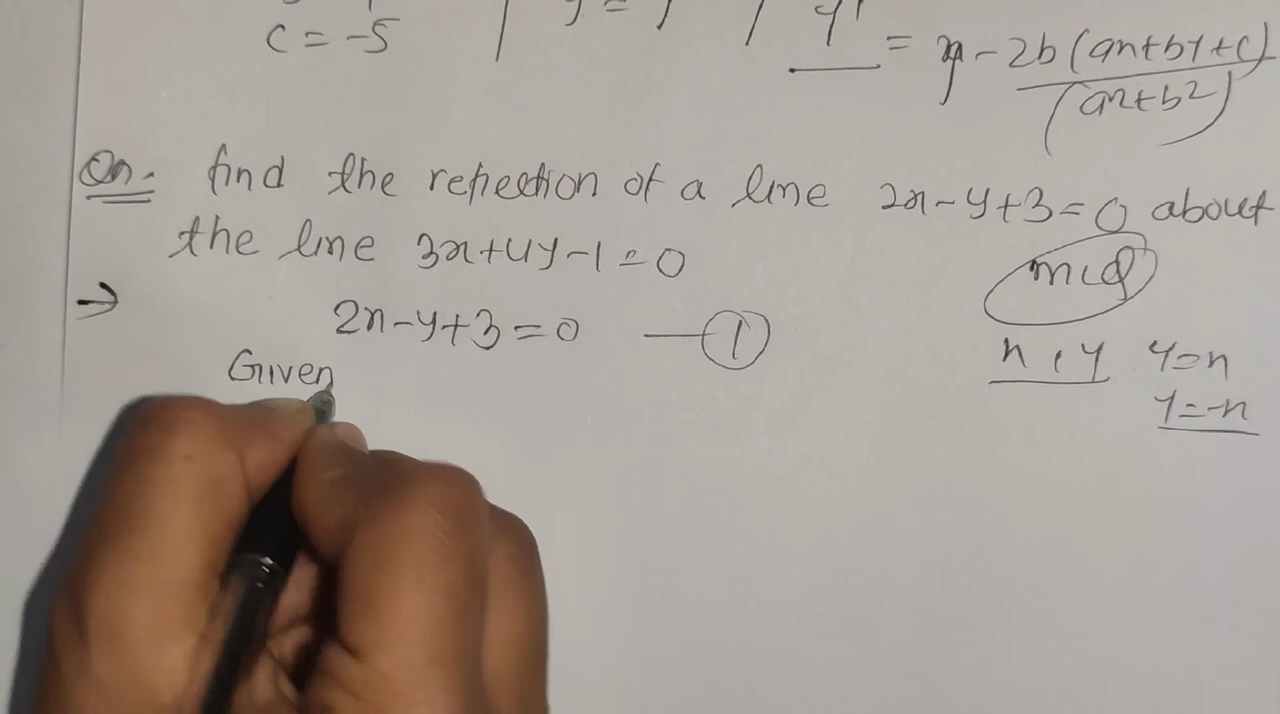 c = -5
y' = y - 2b(ax+by+c)
(a2+b2)
Qn. find the reflection of a line 2x-y+3=0 about
the line 3x+4y-1=0
mcq
→ 2x-y+3=0 — 1
x, y y=x
Given
y=-x